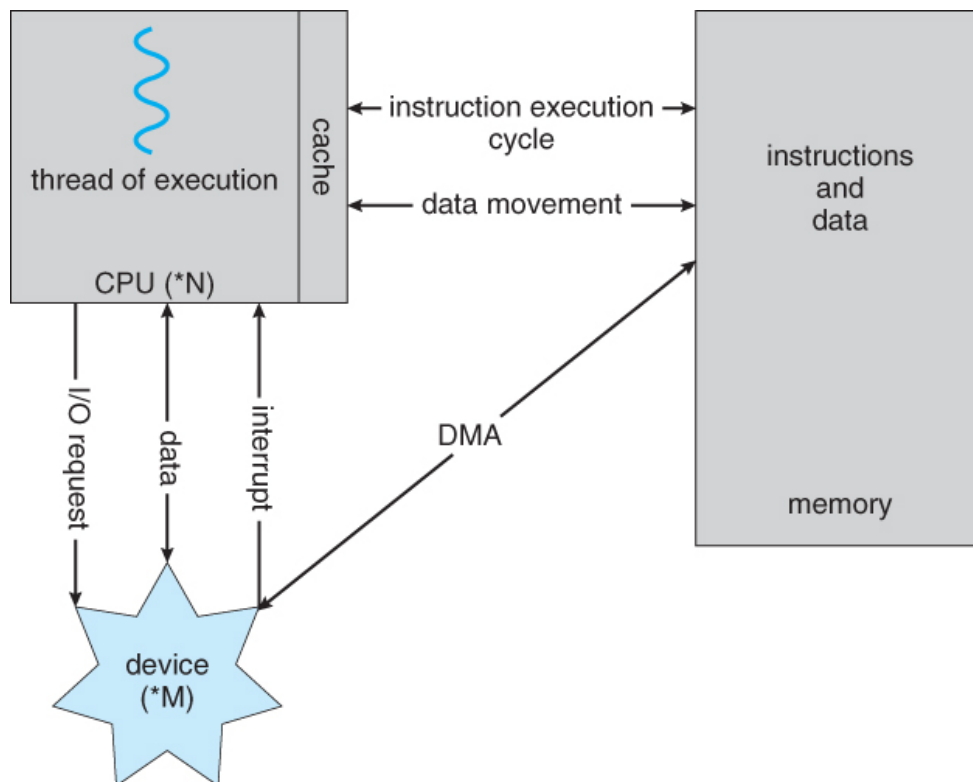 thread of execution
CPU (*N)
cache
instruction execution
cycle
data movement
instructions
and
data
memory
I/O request
data
interrupt
DMA
device
(*M)